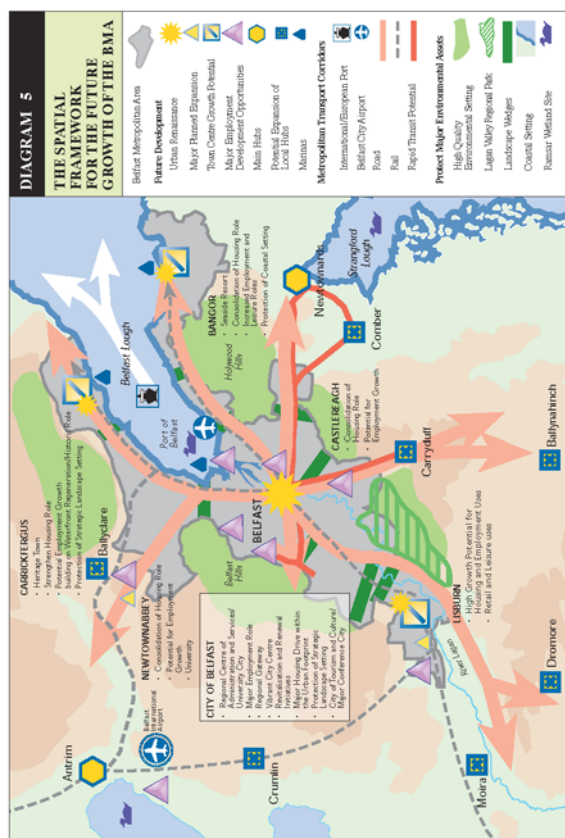 DIAGRAM 5
THE SPATIAL
FRAMEWORK
FOR THE FUTURE
GROWTH OF THE BMA
Belfast Metropolitan Area
Future Development
Urban Renaissance
Major Planned Expansion
Town Centre Growth Potential
Major Employment
Development Opportunities
Main Hubs
Potential Expansion of
Local Hubs
Marinas
Metropolitan Transport Corridors
International/European Port
Belfast City Airport
Road
Rail
Rapid Transit Potential
Protect Major Environmental Assets
High Quality
Environmental Setting
Lagan Valley Regional Park
Landscape Wedges
Coastal Setting
Ramsar Wetland Site
CARRICKFERGUS
• Heritage Town
• Strengthen Housing Role
• Potential Employment Growth
building on Waterfront Regeneration/Historic Role
• Protection of Strategic Landscape Setting
Belfast Lough
BANGOR
• Seaside Resort
• Consolidation of Housing Role
• Increased Employment and
Leisure Roles
• Protection of Coastal Setting
Ballyclare
Port of
Belfast
Holywood
Hills
Newtownards
Strangford
Lough
Comber
Antrim
Belfast
International
Airport
NEWTOWNABBEY
• Consolidation of Housing Role
• Potential for Employment
Growth
• University
Belfast
Hills
BELFAST
CASTLEREAGH
• Consolidation of
Housing Role
• Potential for
Employment Growth
CITY OF BELFAST
• Regional Centre of
Administration and Services/
University City
• Major Employment Role
• Regional Gateway
• Vibrant City Centre
• Revitalisation and Renewal
Initiatives
• Major Housing Drive within
the Urban Footprint
• Protection of Strategic
Landscape Setting
• City of Tourism and Culture/
Major Conference City
Carryduff
Ballynahinch
Crumlin
LISBURN
• High Growth Potential for
Housing and Employment Uses
• Retail and Leisure uses
River Lagan
Moira
Dromore